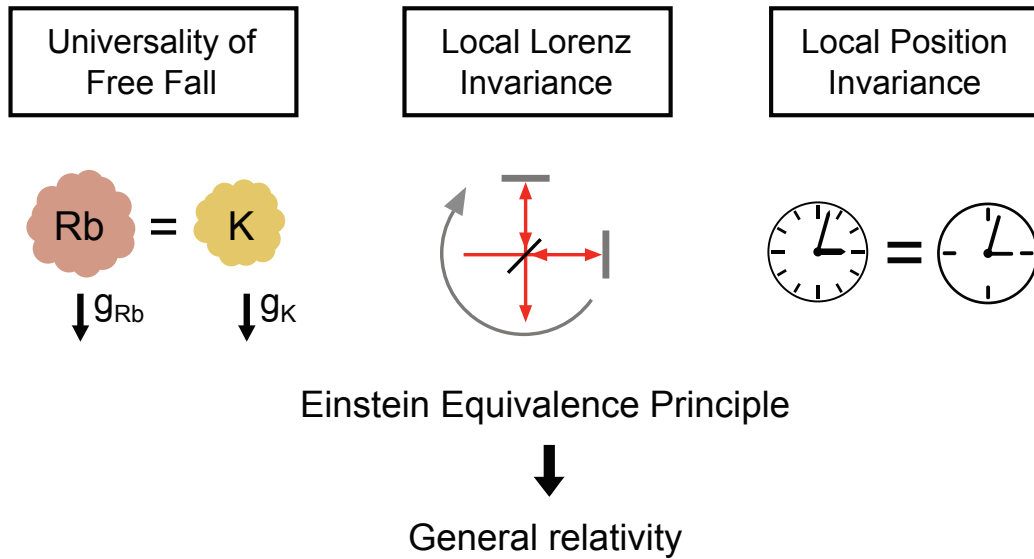 Universality of
Free Fall
Local Lorenz
Invariance
Local Position
Invariance
Rb = K
=
gRb
gK
Einstein Equivalence Principle
General relativity